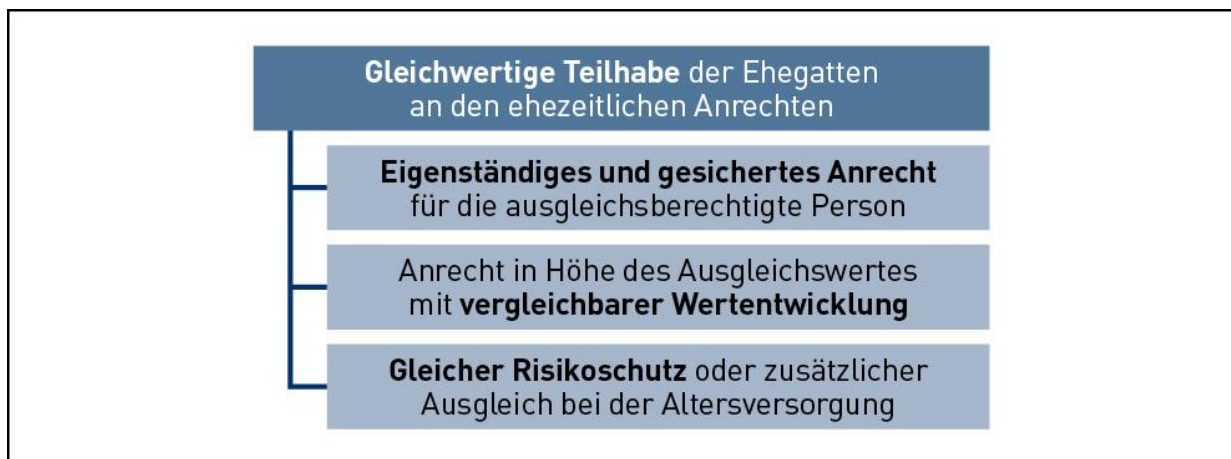 Gleichwertige Teilhabe der Ehegatten
an den ehezeitlichen Anrechten
Eigenständiges und gesichertes Anrecht
für die ausgleichsberechtigte Person
Anrecht in Höhe des Ausgleichswertes
mit vergleichbarer Wertentwicklung
Gleicher Risikoschutz oder zusätzlicher
Ausgleich bei der Altersversorgung